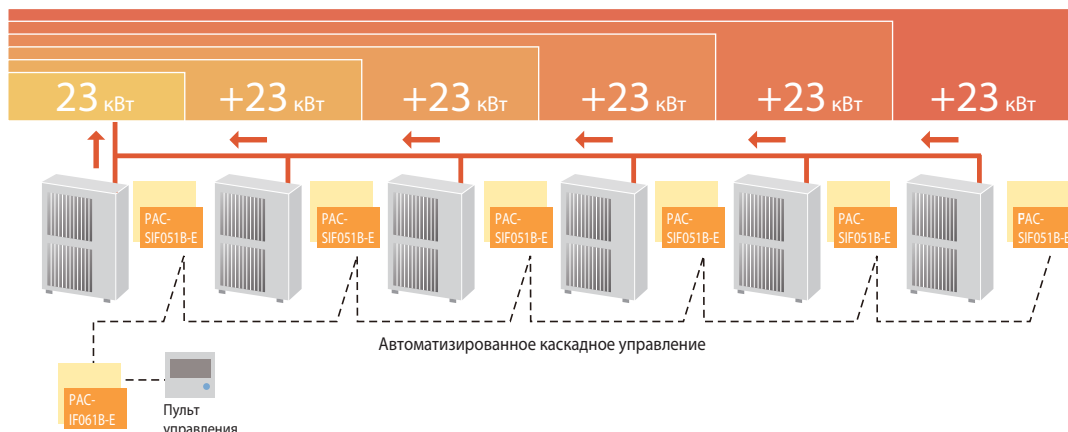 23 кВт
+23 кВт
+23 кВт
+23 кВт
+23 кВт
+23 кВт
PAC-
SIF051B-E
PAC-
SIF051B-E
PAC-
SIF051B-E
PAC-
SIF051B-E
PAC-
SIF051B-E
PAC-
SIF051B-E
Автоматизированное каскадное управление
PAC-
IF061B-E
Пульт
управления